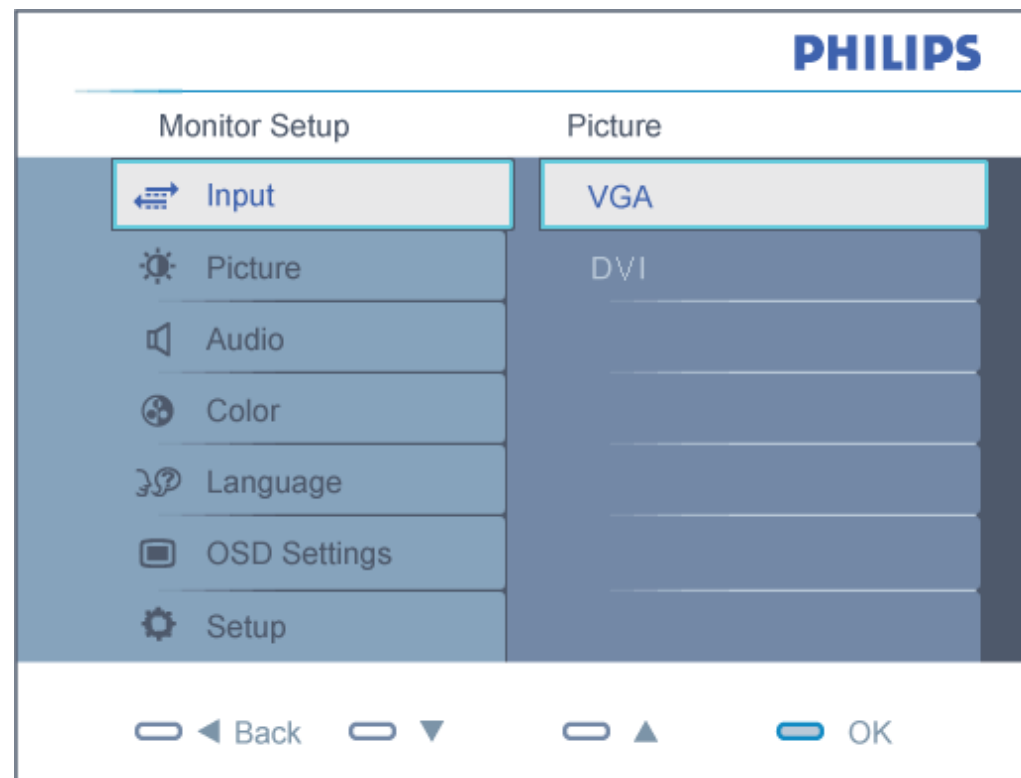 PHILIPS
Monitor Setup Picture
Input VGA
Picture DVI
Audio
Color
Language
OSD Settings
Setup
Back OK